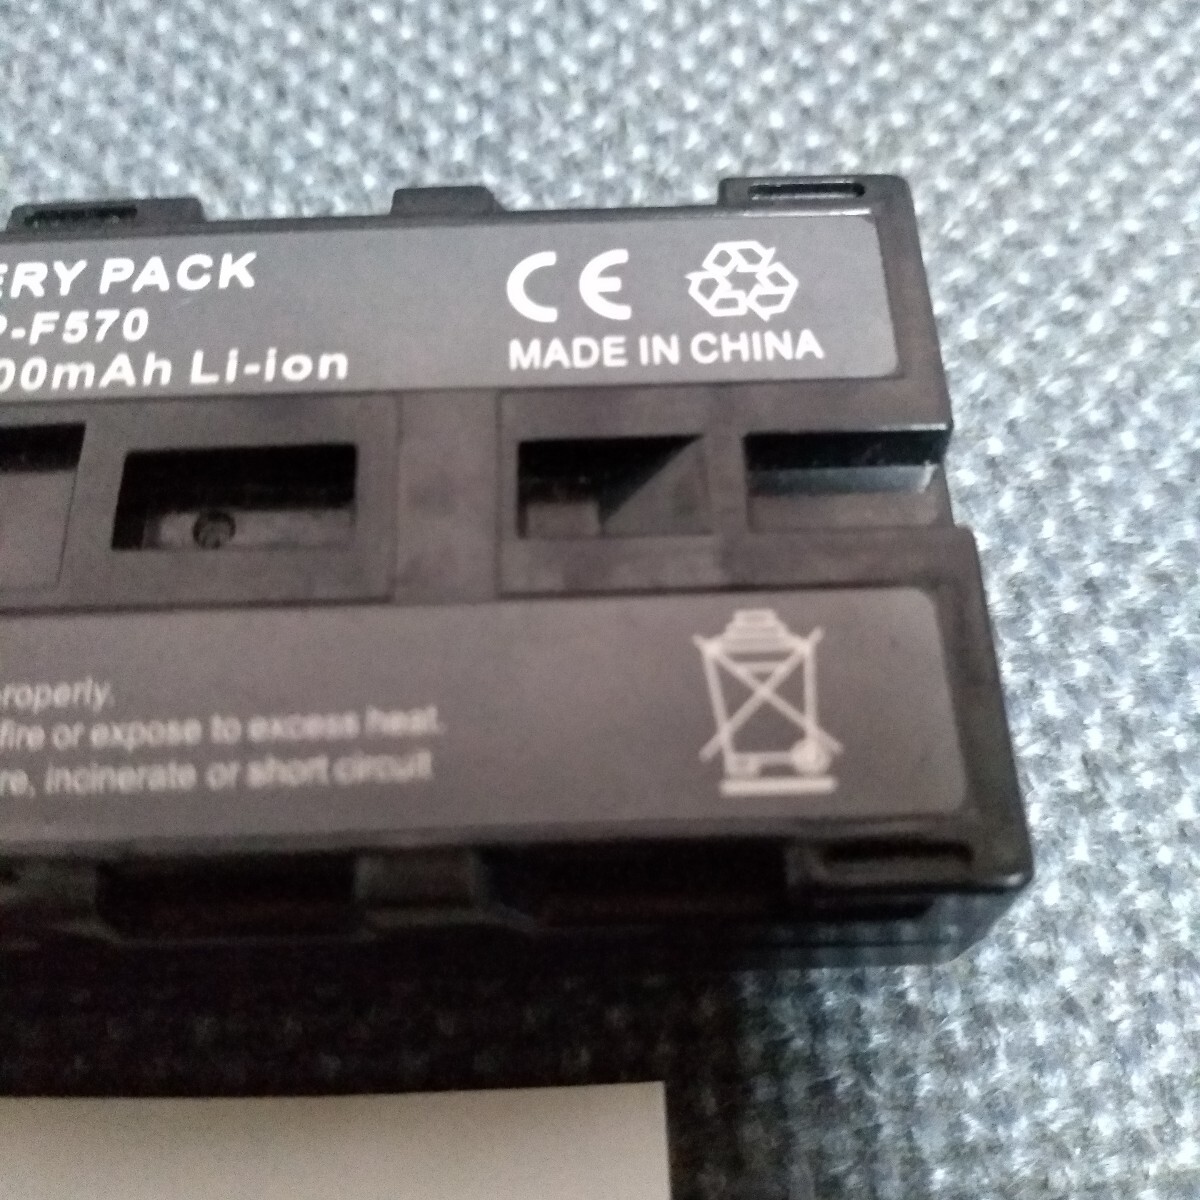 ERY PACK
P-F570
00mAh Li-ion
CE
MADE IN CHINA
roperly.
fire or expose to excess heat.
re, incinerate or short circuit